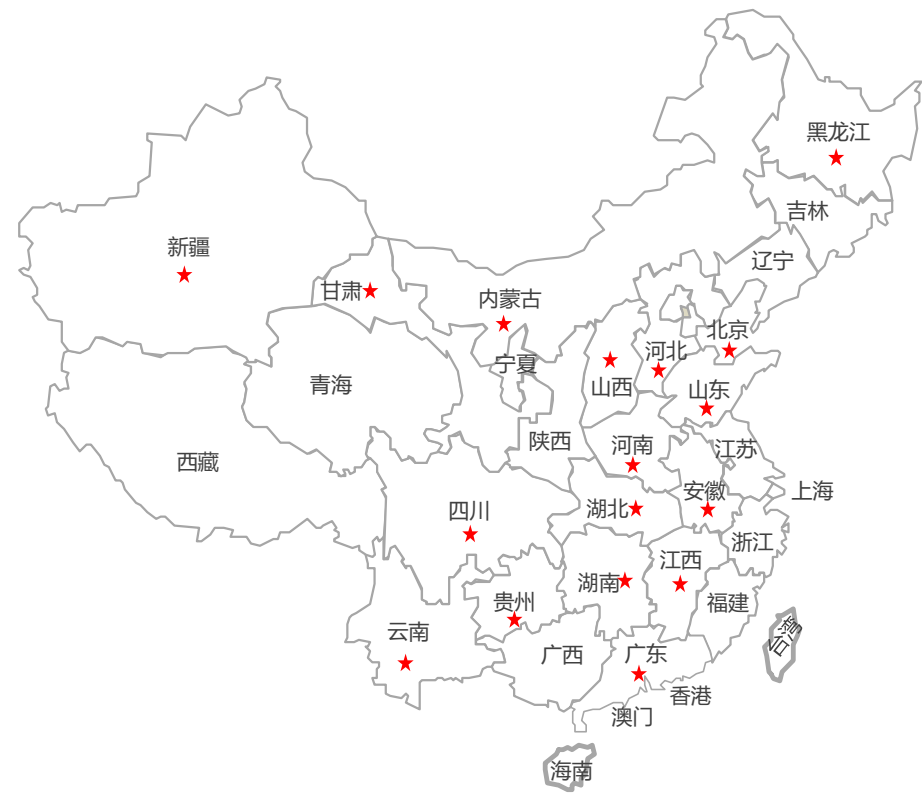 黑龙江
吉林
新疆
辽宁
甘肃
内蒙古
北京
河北
宁夏
青海
山西
山东
陕西
河南
江苏
西藏
安徽
上海
四川
湖北
浙江
江西
湖南
贵州
福建
云南
台湾
广西
广东
香港
澳门
海南